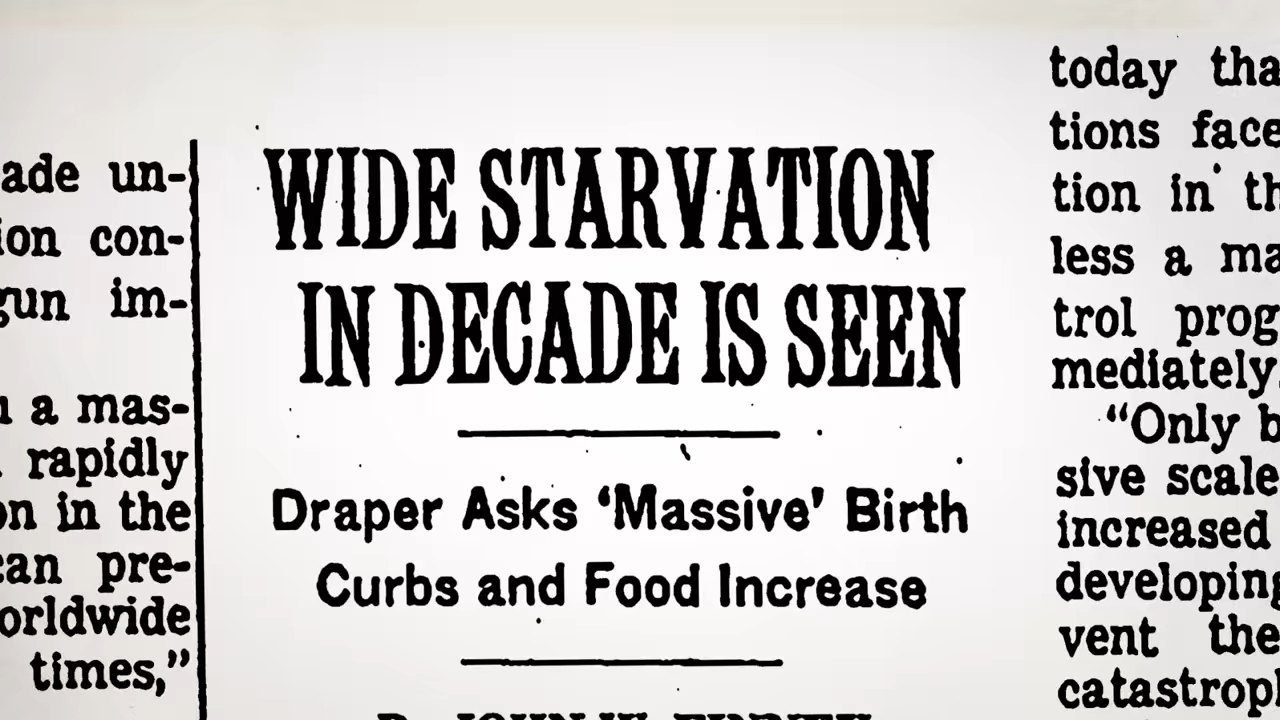 ade un-
ion con-
gun im-
a mas-
rapidly
on in the
can pre-
orldwide
times,”
WIDE STARVATION
IN DECADE IS SEEN
Draper Asks ‘Massive’ Birth
Curbs and Food Increase
today tha
tions face
tion in th
less a ma
trol prog
mediately.
“Only b
sive scale
increased
developing
vent the
catastroph